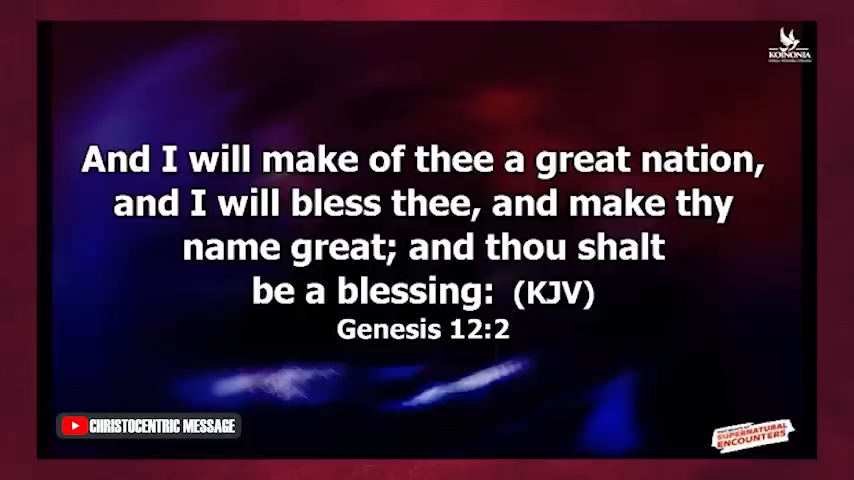 KOINONIA
And I will make of thee a great nation,
and I will bless thee, and make thy
name great; and thou shalt
be a blessing: (KJV)
Genesis 12:2
CHRISTOCENTRIC MESSAGE
SUPERNATURAL
ENCOUNTERS